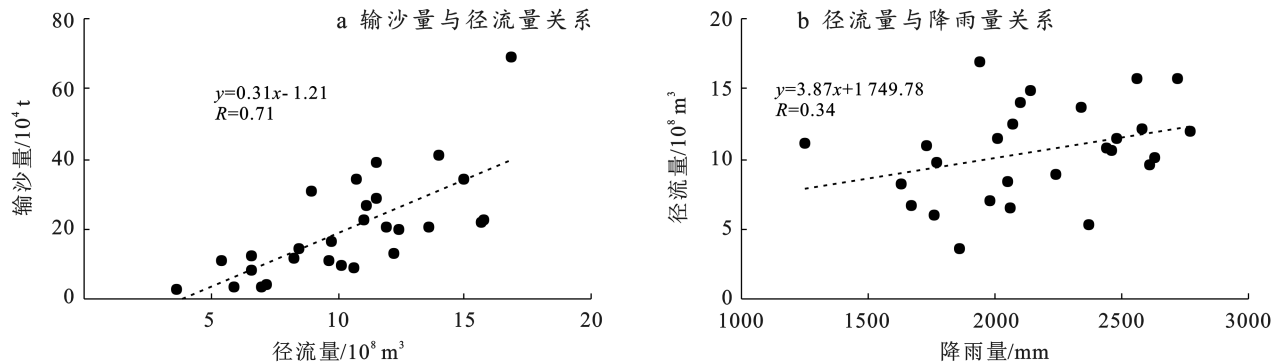 a 输沙量与径流量关系
y=0.31x-1.21
R=0.71
80
60
40
20
0
输沙量/10⁴ t
5
10
15
20
径流量/10⁸ m³
b 径流量与降雨量关系
y=3.87x+1 749.78
R=0.34
20
15
10
5
0
径流量/10⁸ m³
1000
1500
2000
2500
3000
降雨量/mm